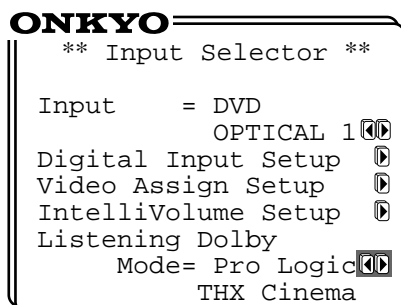 ONKYO
** Input Selector **
Input = DVD
OPTICAL 1
Digital Input Setup
Video Assign Setup
IntelliVolume Setup
Listening Dolby
Mode= Pro Logic
THX Cinema